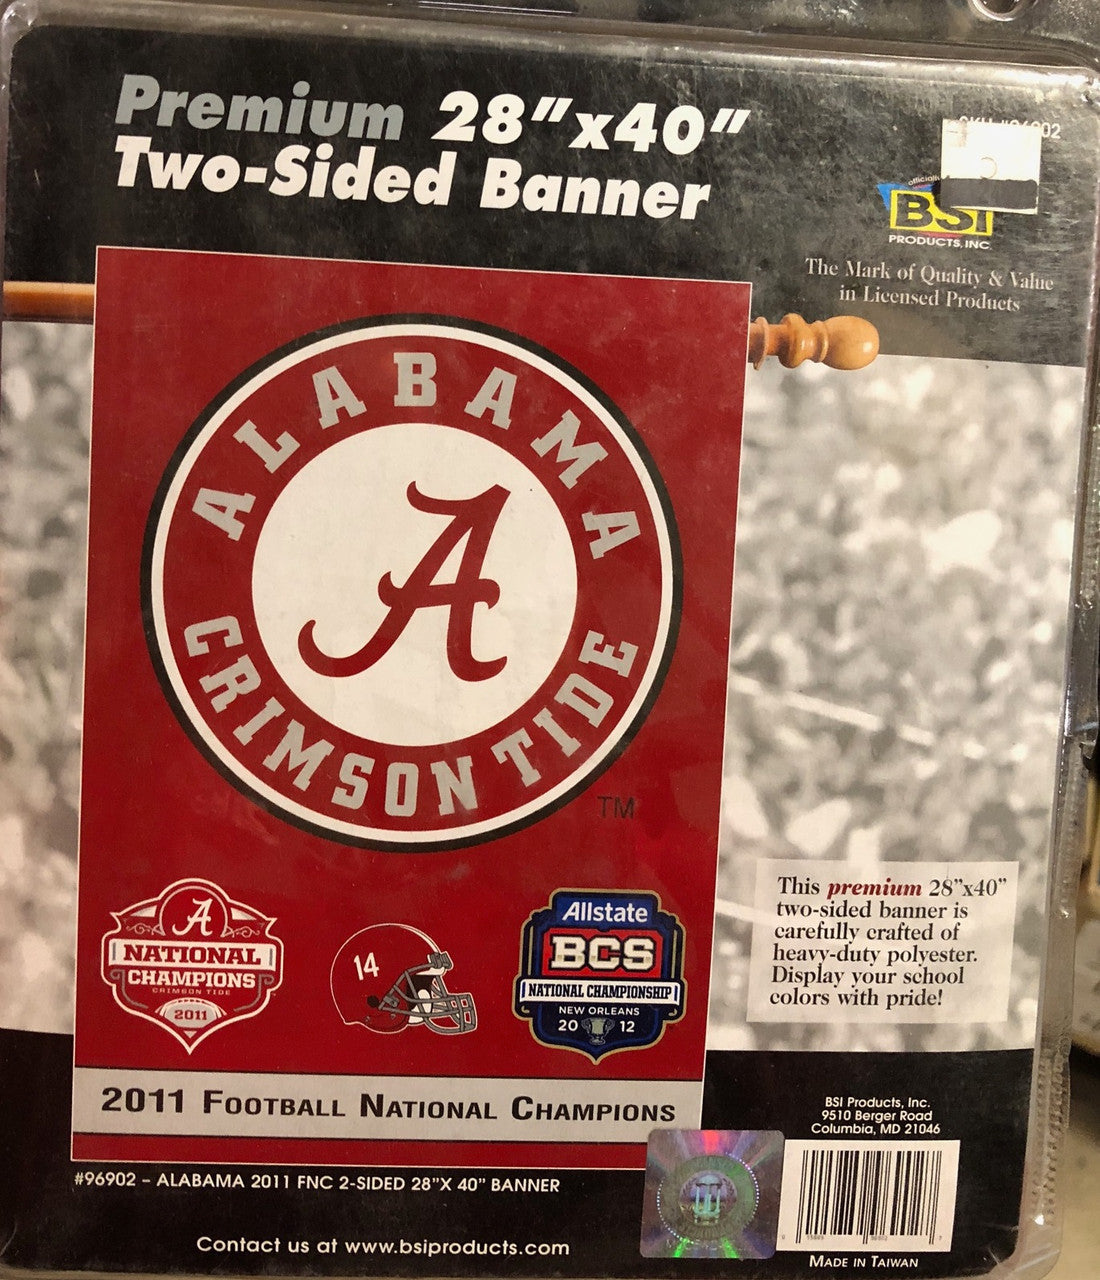 Premium 28"x40"
Two-Sided Banner
officially
BSI
PRODUCTS, INC.
The Mark of Quality & Value
in Licensed Products
ALABAMA
A
CRIMSON TIDE
TM
A
NATIONAL
CHAMPIONS
CRIMSON TIDE
2011
14
Allstate
BCS
NATIONAL CHAMPIONSHIP
NEW ORLEANS
20 12
2011 FOOTBALL NATIONAL CHAMPIONS
This premium 28"x40"
two-sided banner is
carefully crafted of
heavy-duty polyester.
Display your school
colors with pride!
BSI Products, Inc.
9510 Berger Road
Columbia, MD 21046
#96902 – ALABAMA 2011 FNC 2-SIDED 28"X 40" BANNER
Contact us at www.bsiproducts.com
MADE IN TAIWAN